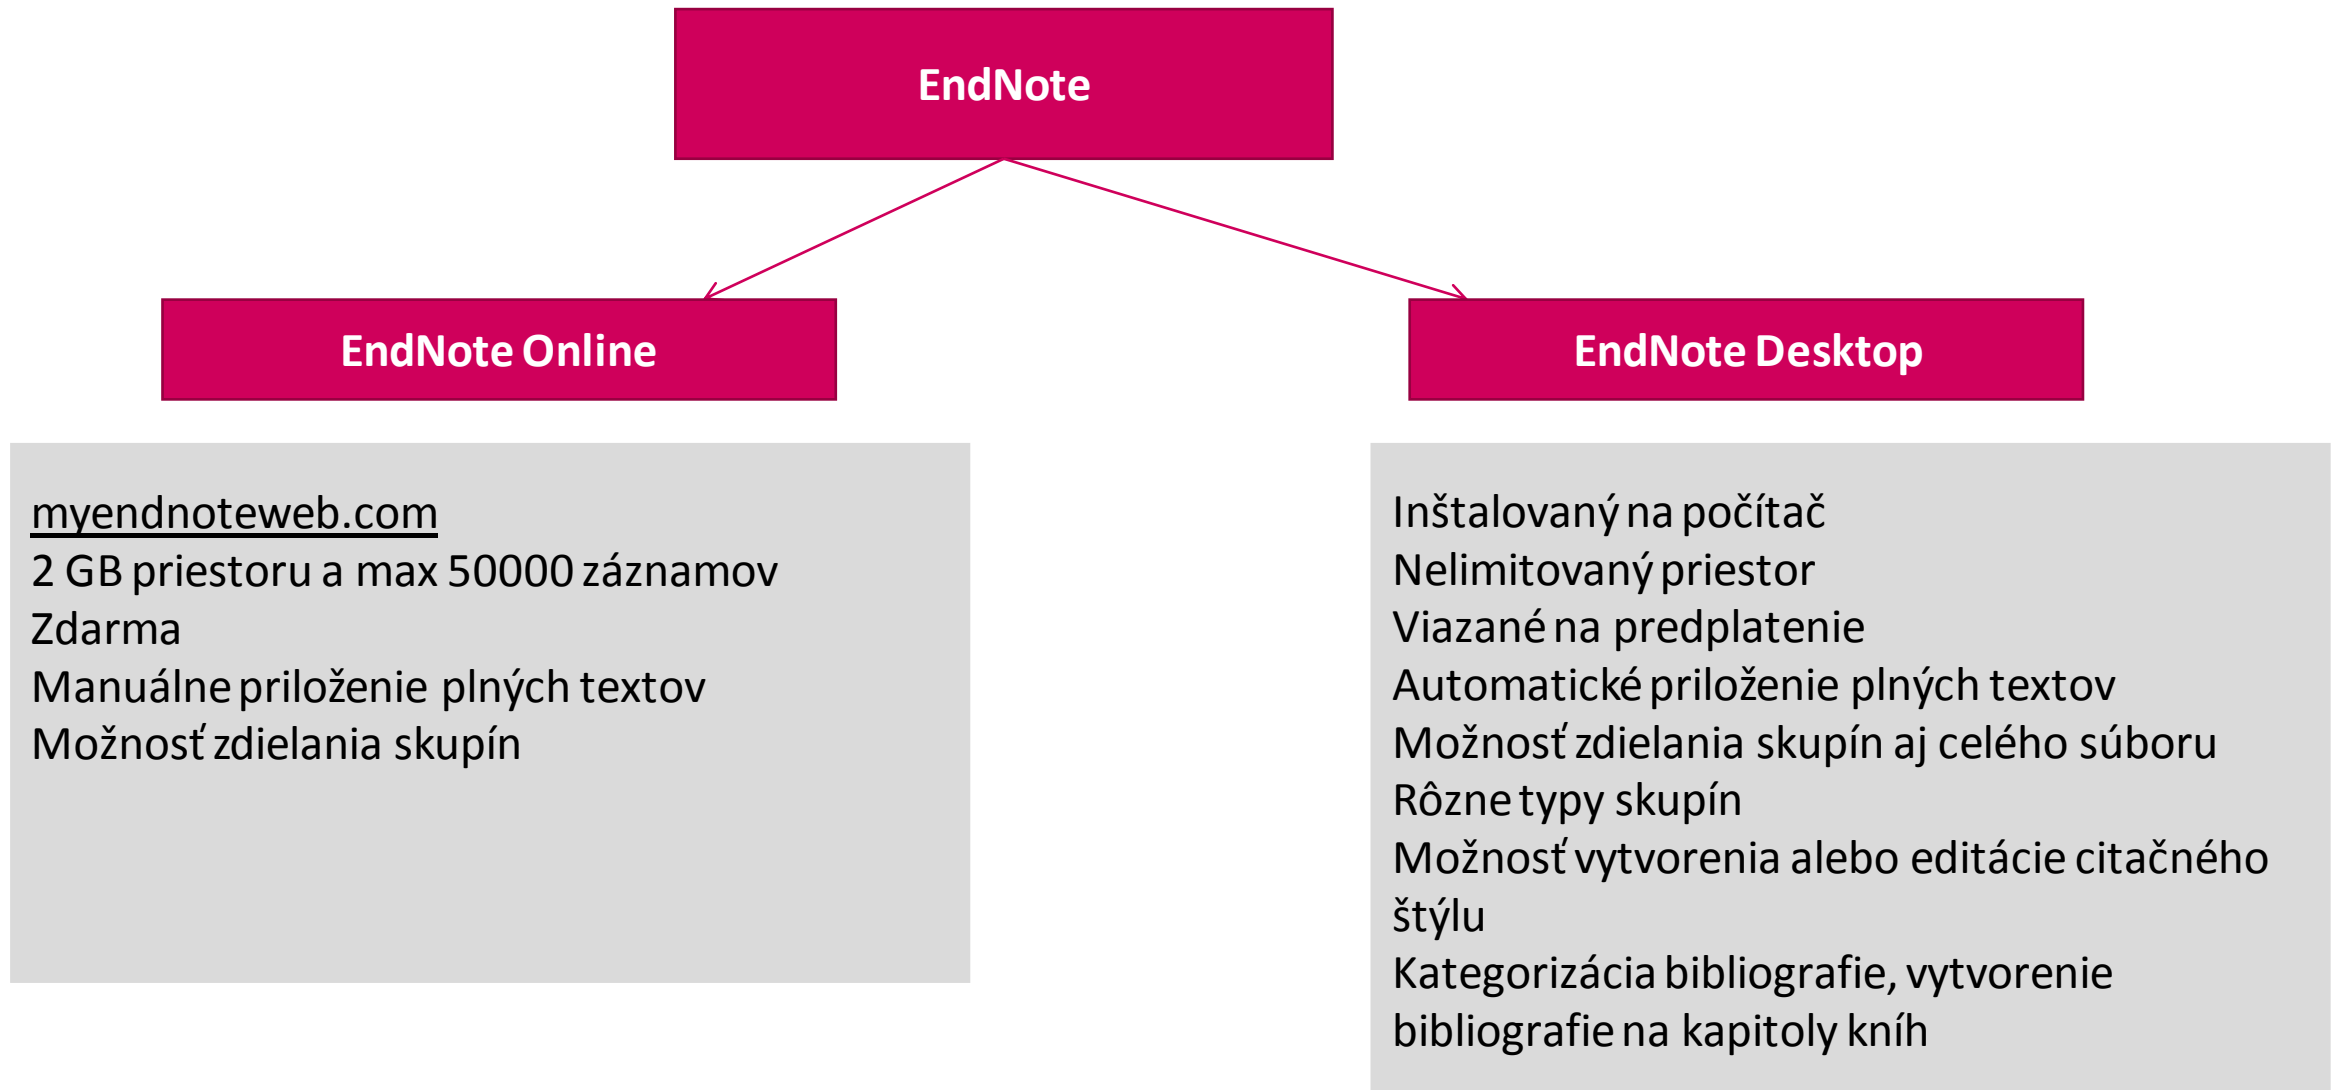 EndNote
EndNote Online
EndNote Desktop
myendnoteweb.com
2 GB priestoru a max 50000 záznamov
Zdarma
Manuálne priloženie plných textov
Možnosť zdielania skupín
Inštalovaný na počítač
Nelimitovaný priestor
Viazané na predplatenie
Automatické priloženie plných textov
Možnosť zdielania skupín aj celého súboru
Rôzne typy skupín
Možnosť vytvorenia alebo editácie citačného
štýlu
Kategorizácia bibliografie, vytvorenie
bibliografie na kapitoly kníh